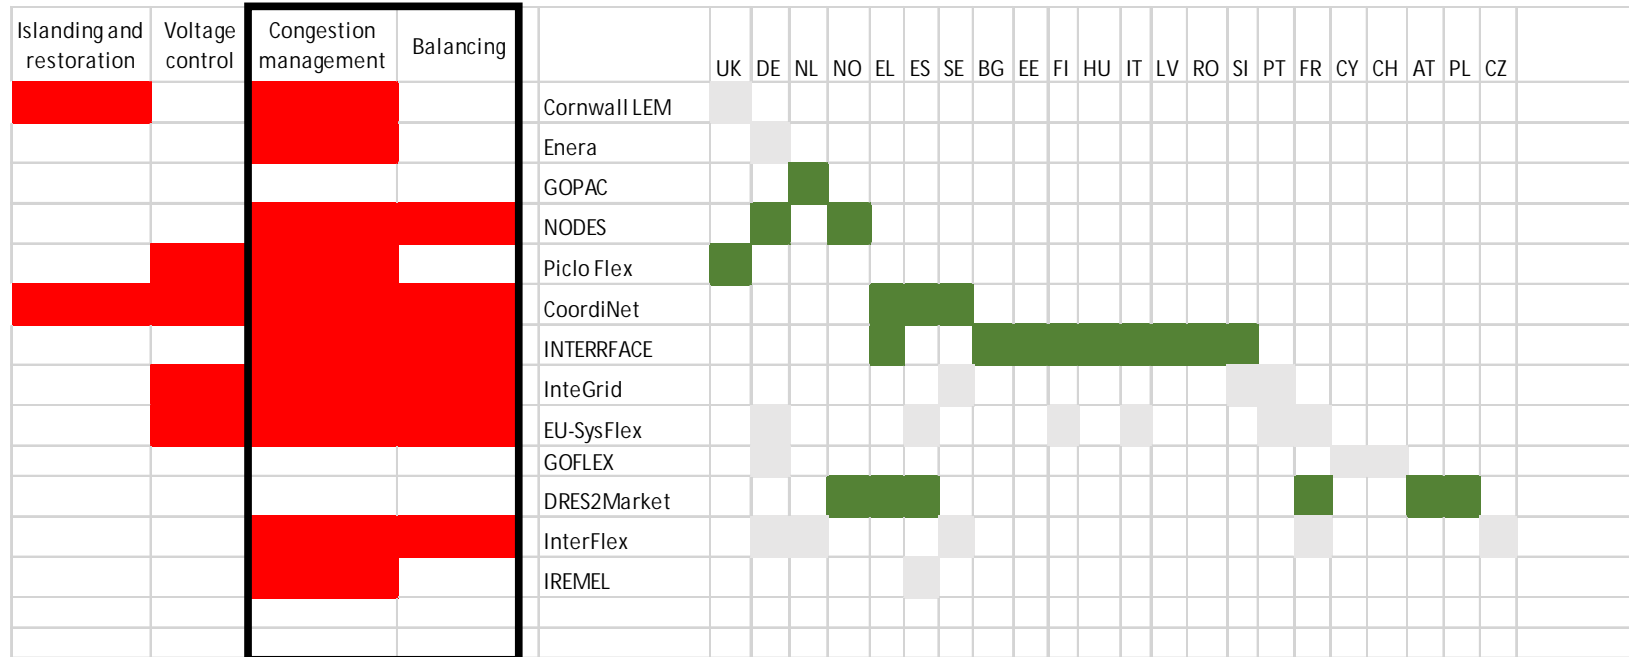 Islanding and
restoration
Voltage
control
Congestion
management
Balancing
UK DE NL NO EL ES SE BG EE FI HU IT LV RO SI PT FR CY CH AT PL CZ
Cornwall LEM
Enera
GOPAC
NODES
Piclo Flex
CoordiNet
INTERRFACE
InteGrid
EU-SysFlex
GOFLEX
DRES2Market
InterFlex
IREMEL